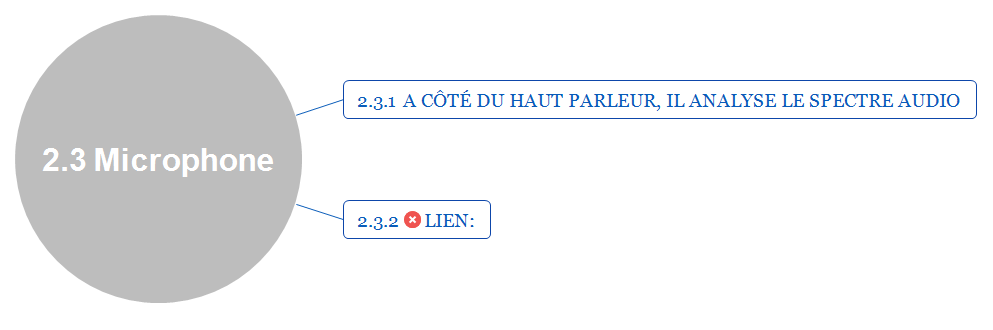 2.3 Microphone
2.3.1 A CÔTÉ DU HAUT PARLEUR, IL ANALYSE LE SPECTRE AUDIO
2.3.2 LIEN: